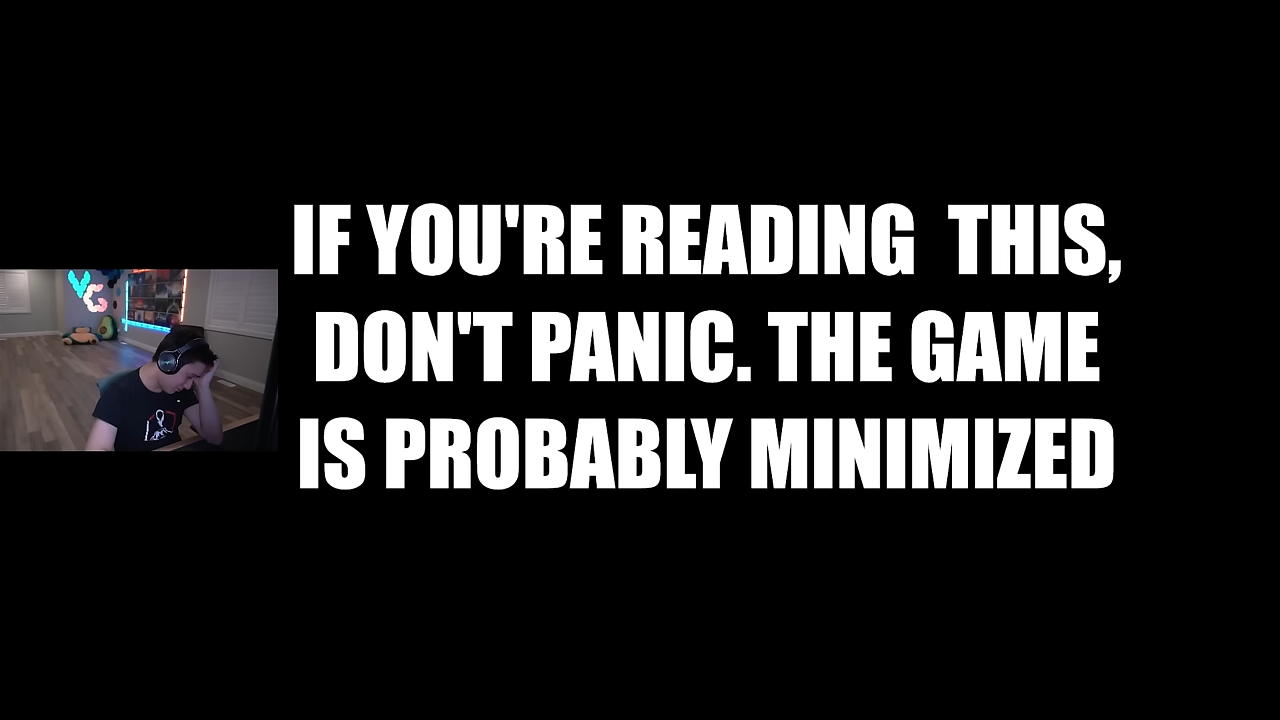 IF YOU'RE READING  THIS,
DON'T PANIC. THE GAME
IS PROBABLY MINIMIZED